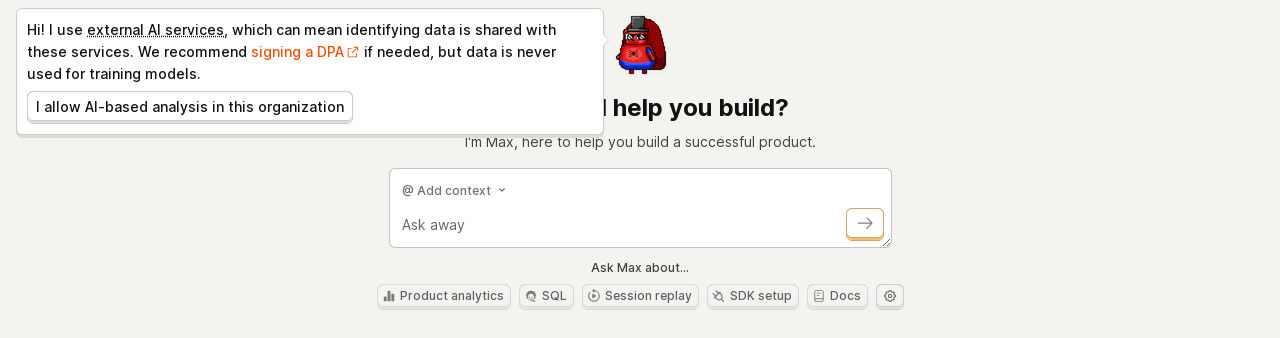 Hi! I use external AI services, which can mean identifying data is shared with
these services. We recommend signing a DPA if needed, but data is never
used for training models.
I allow AI-based analysis in this organization
help you build?
I'm Max, here to help you build a successful product.
@ Add context
Ask away
Ask Max about...
Product analytics
SQL
Session replay
SDK setup
Docs